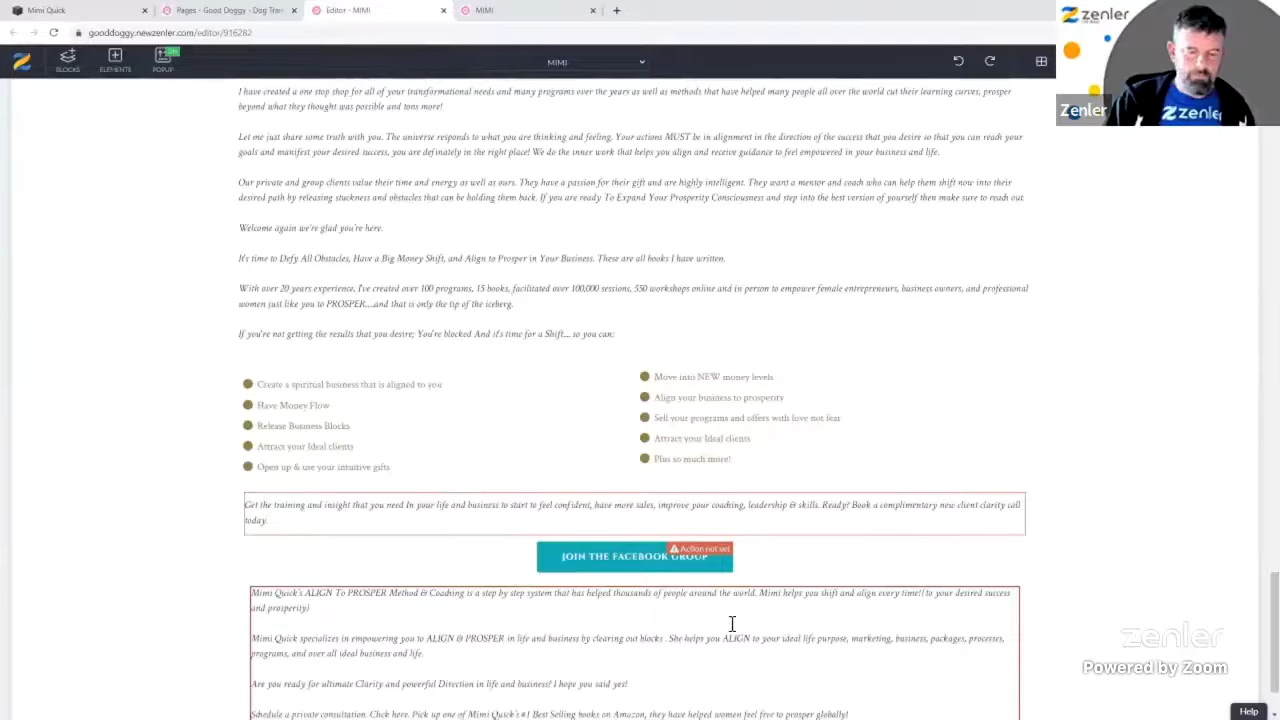 Mimi Quick
Pages - Good Doggy - Dog Train
Editor - MIMI
MIMI
gooddoggy.newzenler.com/editor/916282
zenler
BLOCKS
ELEMENTS
POPUP
ON
MIMI
Zenler
zenler
I have created a one stop shop for all of your transformational needs and many programs over the years as well as methods that have helped many people all over the world cut their learning curves, prosper
beyond what they thought was possible and tons more!
Let me just share some truth with you. The universe responds to what you are thinking and feeling. Your actions MUST be in alignment in the direction of the success that you desire so that you can reach your
goals and manifest your desired success, you are definately in the right place! We do the inner work that helps you align and receive guidance to feel empowered in your business and life.
Our private and group clients value their time and energy as well as ours. They have a passion for their gift and are highly intelligent. They want a mentor and coach who can help them shift now into their
desired path by releasing stuckness and obstacles that can be holding them back. If you are ready To Expand Your Prosperity Consciousness and step into the best version of yourself then make sure to reach out.
Welcome again we're glad you're here.
It's time to Defy All Obstacles, Have a Big Money Shift, and Align to Prosper in Your Business. These are all books I have written.
With over 20 years experience, I've created over 100 programs, 15 books, facilitated over 100,000 sessions, 550 workshops online and in person to empower female entrepreneurs, business owners, and professional
women just like you to PROSPER....and that is only the tip of the iceberg.
If you're not getting the results that you desire; You're blocked And it's time for a Shift.... so you can:
Create a spiritual business that is aligned to you
Have Money Flow
Release Business Blocks
Attract your Ideal clients
Open up & use your intuitive gifts
Move into NEW money levels
Align your business to prosperity
Sell your programs and offers with love not fear
Attract your Ideal clients
Plus so much more!
Get the training and insight that you need In your life and business to start to feel confident, have more sales, improve your coaching, leadership & skills. Ready? Book a complimentary new client clarity call
today.
Action not set
JOIN THE FACEBOOK GROUP
Mimi Quick's ALIGN To PROSPER Method & Coaching is a step by step system that has helped thousands of people around the world. Mimi helps you shift and align every time!( to your desired success
and prosperity)
Mimi Quick specializes in empowering you to ALIGN & PROSPER in life and business by clearing out blocks . She helps you ALIGN to your ideal life purpose, marketing, business, packages, processes,
programs, and over all ideal business and life.
Are you ready for ultimate Clarity and powerful Direction in life and business? I hope you said yes!
Schedule a private consultation. Click here. Pick up one of Mimi Quick's #1 Best Selling books on Amazon, they have helped women feel free to prosper globally!
zenler
Powered by Zoom
Help